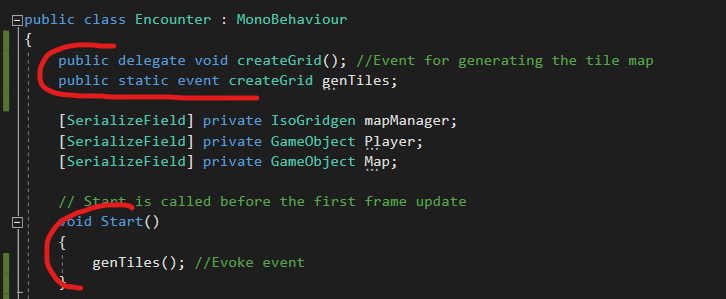 public class Encounter : MonoBehaviour
{
public delegate void createGrid(); //Event for generating the tile map
public static event createGrid genTiles;
[SerializeField] private IsoGridgen mapManager;
[SerializeField] private GameObject Player;
[SerializeField] private GameObject Map;
// Start is called before the first frame update
void Start()
{
genTiles(); //Evoke event
}